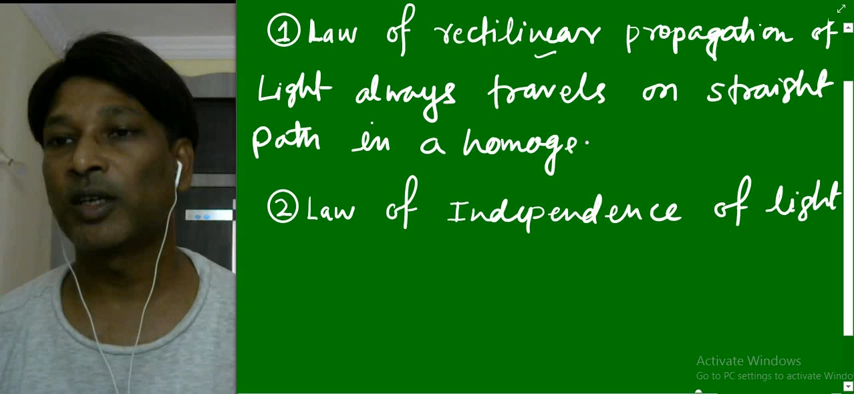 ① Law of rectilinear propagation of
Light always travels on straight
path in a homoge.
② Law of Independence of light
Activate Windows
Go to PC settings to activate Windo